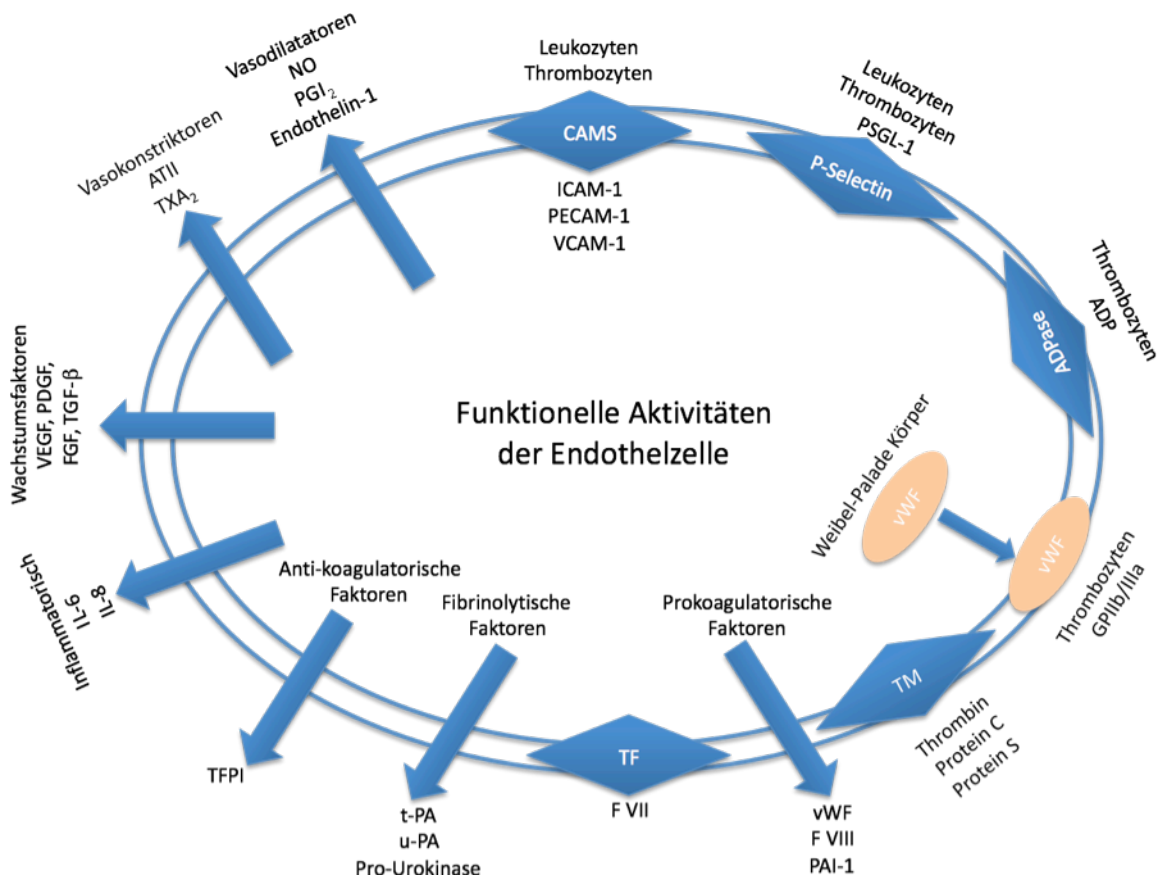 Vasodilatatoren
NO
PGI₂
Endothelin-1
Leukozyten
Thrombozyten
CAMS
ICAM-1
PECAM-1
VCAM-1
Leukozyten
Thrombozyten
PSGL-1
P-Selectin
Vasokonstriktoren
ATII
TXA₂
Thrombozyten
ADP
ADPase
Wachstumsfaktoren
VEGF, PDGF,
FGF, TGF-β
Funktionelle Aktivitäten
der Endothelzelle
Weibel-Palade Körper
vWF
vWF
Thrombozyten
GPIIb/IIIa
Inflammatorisch
IL-6
IL-8
Anti-koagulatorische
Faktoren
TFPI
Fibrinolytische
Faktoren
t-PA
u-PA
Pro-Urokinase
TF
F VII
Prokoagulatorische
Faktoren
vWF
F VIII
PAI-1
TM
Thrombin
Protein C
Protein S